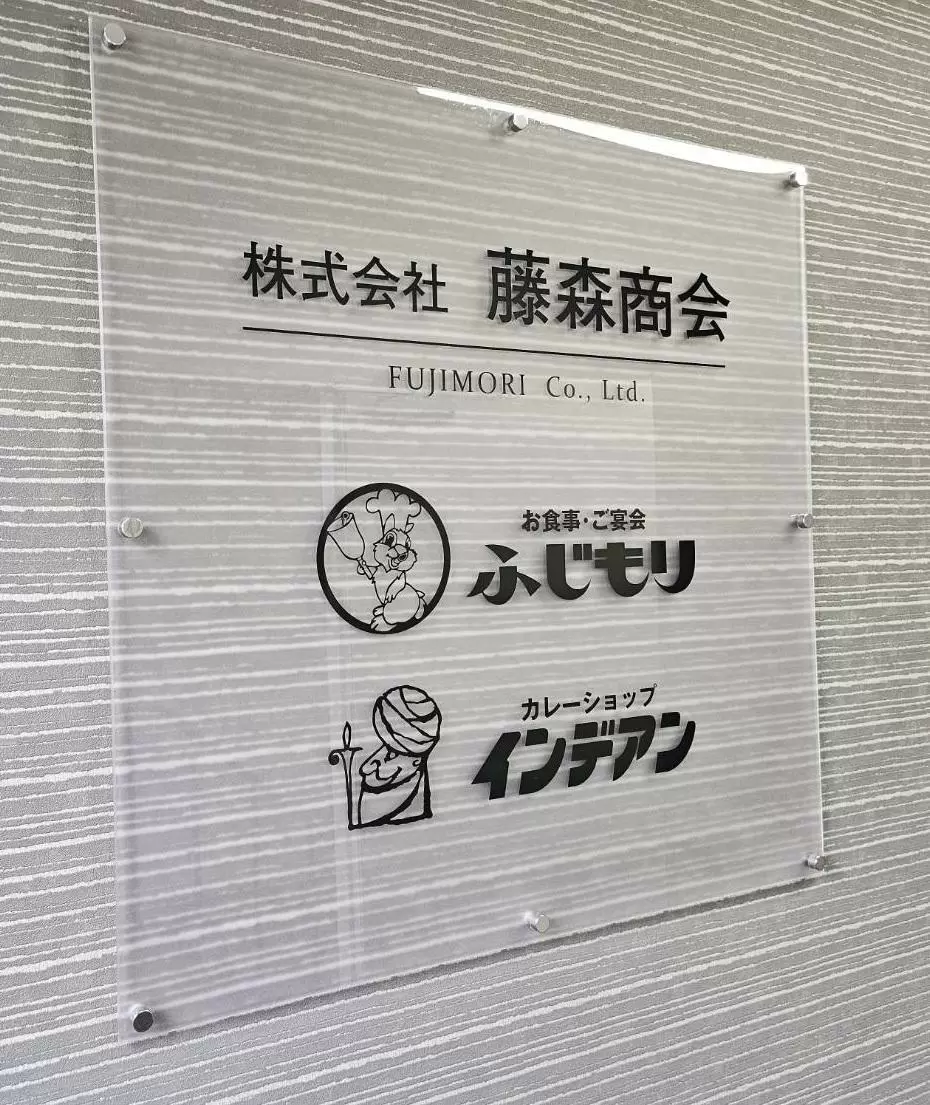 株式会社 藤森商会
FUJIMORI Co., Ltd.
お食事・ご宴会
ふじもり
カレーショップ
インデアン